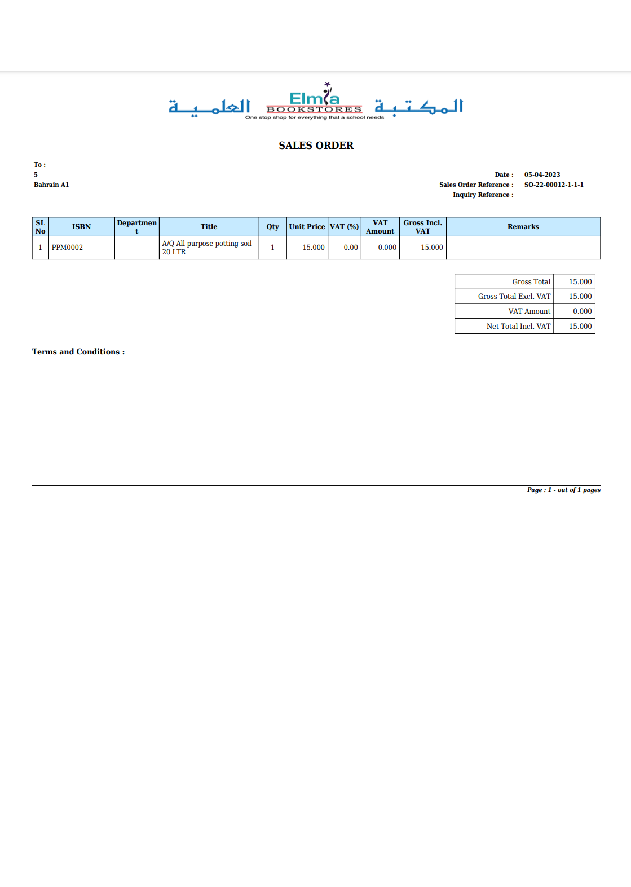 العلمية Elmia المكتبة
BOOKSTORES
One stop shop for everything that a school needs
SALES ORDER
To :
5 Date : 05-04-2023
Bahrain A1 Sales Order Reference : SO-22-00012-1-1-1
Inquiry Reference :
SL No ISBN Department Title Qty Unit Price VAT (%) VAT Amount Gross Incl. VAT Remarks
1 PPM0002 A/Q All purpose potting soil 20 LTR 1 15.000 0.00 0.000 15.000
Gross Total 15.000
Gross Total Excl. VAT 15.000
VAT Amount 0.000
Net Total Incl. VAT 15.000
Terms and Conditions :
Page : 1 - out of 1 pages